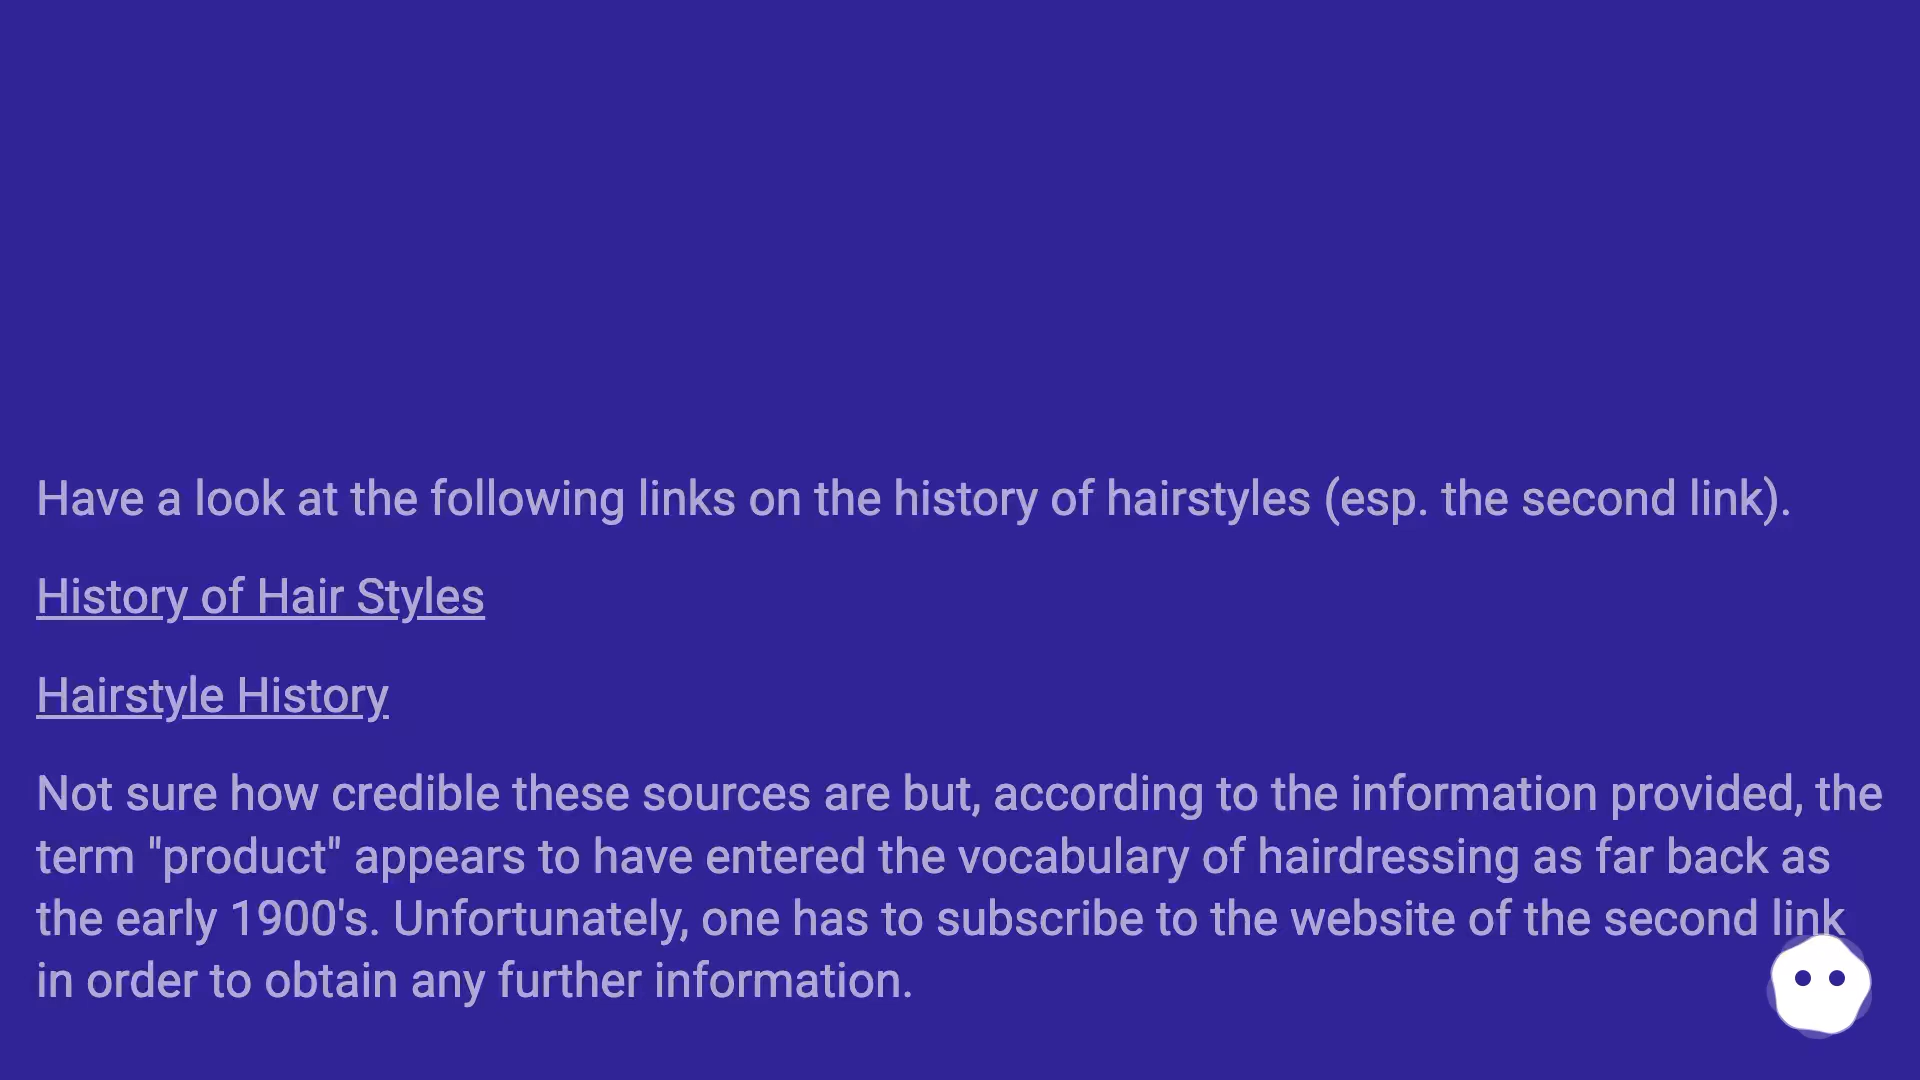 Have a look at the following links on the history of hairstyles (esp. the second link).
History of Hair Styles
Hairstyle History
Not sure how credible these sources are but, according to the information provided, the
term "product" appears to have entered the vocabulary of hairdressing as far back as
the early 1900's. Unfortunately, one has to subscribe to the website of the second link
in order to obtain any further information.